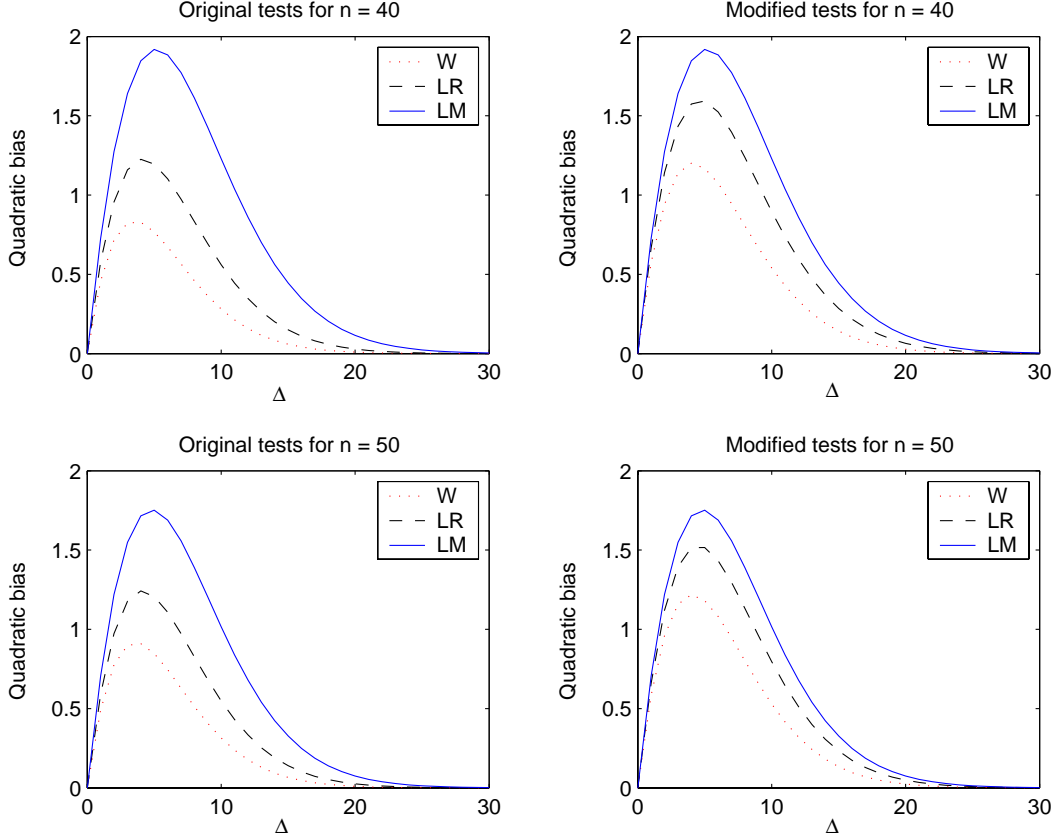 Original tests for n = 40
2
1.5
1
0.5
0
0
10
20
30
Quadratic bias
Δ
W
LR
LM
Modified tests for n = 40
2
1.5
1
0.5
0
0
10
20
30
Quadratic bias
Δ
W
LR
LM
Original tests for n = 50
2
1.5
1
0.5
0
0
10
20
30
Quadratic bias
Δ
W
LR
LM
Modified tests for n = 50
2
1.5
1
0.5
0
0
10
20
30
Quadratic bias
Δ
W
LR
LM